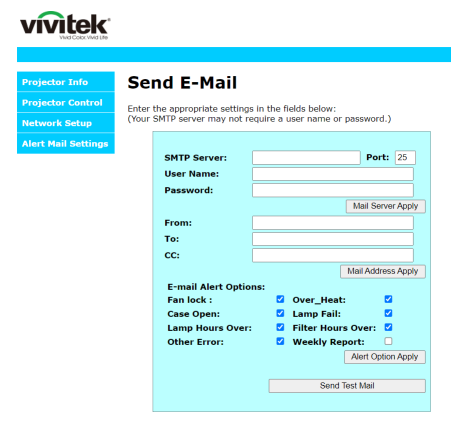 vivitek
Vivid Color, Vivid Life
Projector Info
Projector Control
Network Setup
Alert Mail Settings
Send E-Mail
Enter the appropriate settings in the fields below:
(Your SMTP server may not require a user name or password.)
SMTP Server: Port: 25
User Name:
Password:
Mail Server Apply
From:
To:
CC:
Mail Address Apply
E-mail Alert Options:
Fan lock : Over_Heat:
Case Open: Lamp Fail:
Lamp Hours Over: Filter Hours Over:
Other Error: Weekly Report:
Alert Option Apply
Send Test Mail